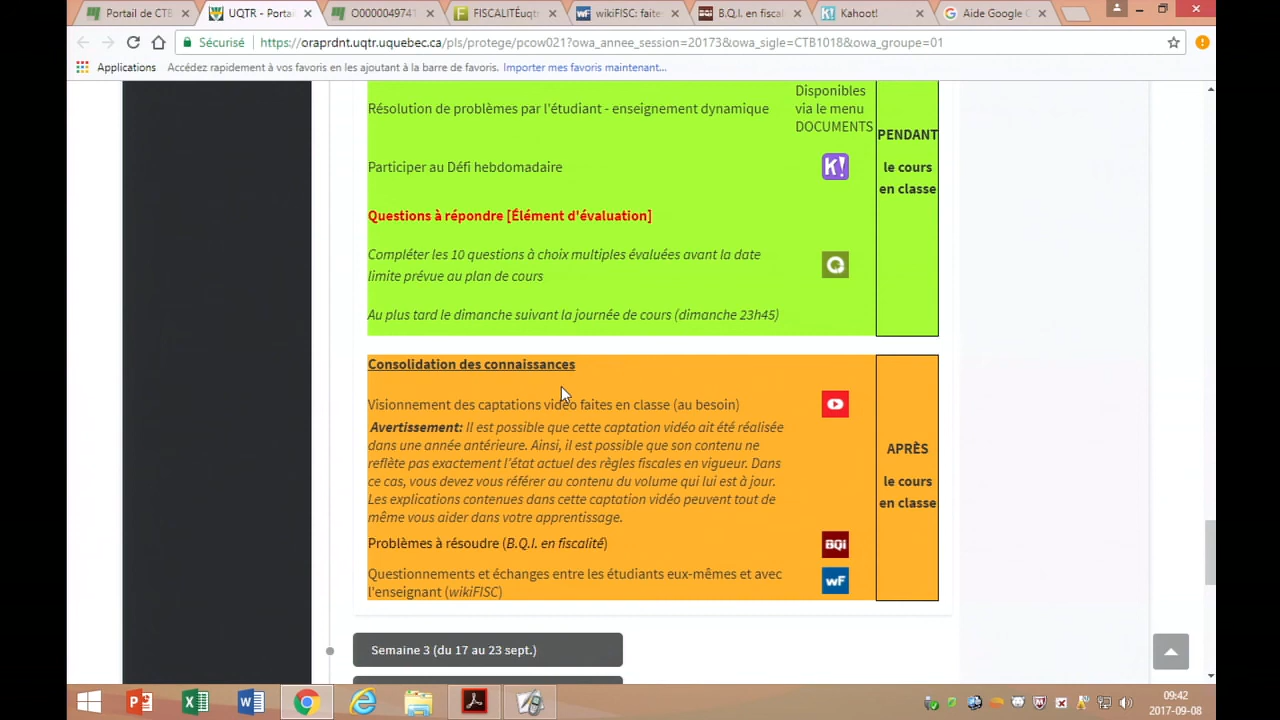 Portail de CTB
UQTR - Portai
O0000004974
FISCALITÉuqtr
wikiFISC: faite
B.Q.I. en fiscal
Kahoot!
Aide Google C
Sécurisé
https://oraprdnt.uqtr.uquebec.ca/pls/protege/pcow021?owa_annee_session=20173&owa_sigle=CTB1018&owa_groupe=01
Applications
Accédez rapidement à vos favoris en les ajoutant à la barre de favoris. Importer mes favoris maintenant...
Résolution de problèmes par l'étudiant - enseignement dynamique
Disponibles
via le menu
DOCUMENTS
PENDANT
le cours
en classe
Participer au Défi hebdomadaire
K!
Questions à répondre [Élément d'évaluation]
Compléter les 10 questions à choix multiples évaluées avant la date
limite prévue au plan de cours
Au plus tard le dimanche suivant la journée de cours (dimanche 23h45)
Consolidation des connaissances
Visionnement des captations vidéo faites en classe (au besoin)
Avertissement: Il est possible que cette captation vidéo ait été réalisée
dans une année antérieure. Ainsi, il est possible que son contenu ne
reflète pas exactement l'état actuel des règles fiscales en vigueur. Dans
ce cas, vous devez vous référer au contenu du volume qui lui est à jour.
Les explications contenues dans cette captation vidéo peuvent tout de
même vous aider dans votre apprentissage.
APRÈS
le cours
en classe
Problèmes à résoudre (B.Q.I. en fiscalité)
BQI
Questionnements et échanges entre les étudiants eux-mêmes et avec
l'enseignant (wikiFISC)
wF
Semaine 3 (du 17 au 23 sept.)
09:42
2017-09-08